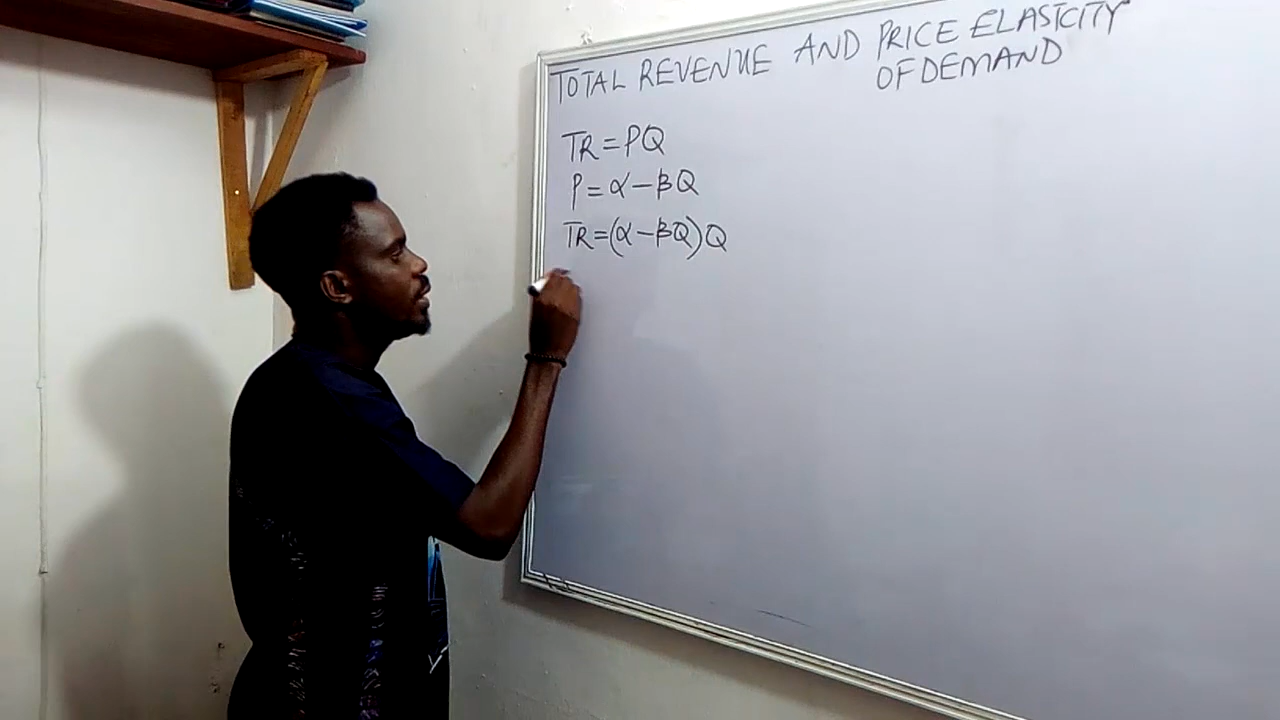 TOTAL REVENUE AND PRICE ELASTCITY
OF DEMAND
TR = PQ
P = α - βQ
TR = (α - βQ)Q